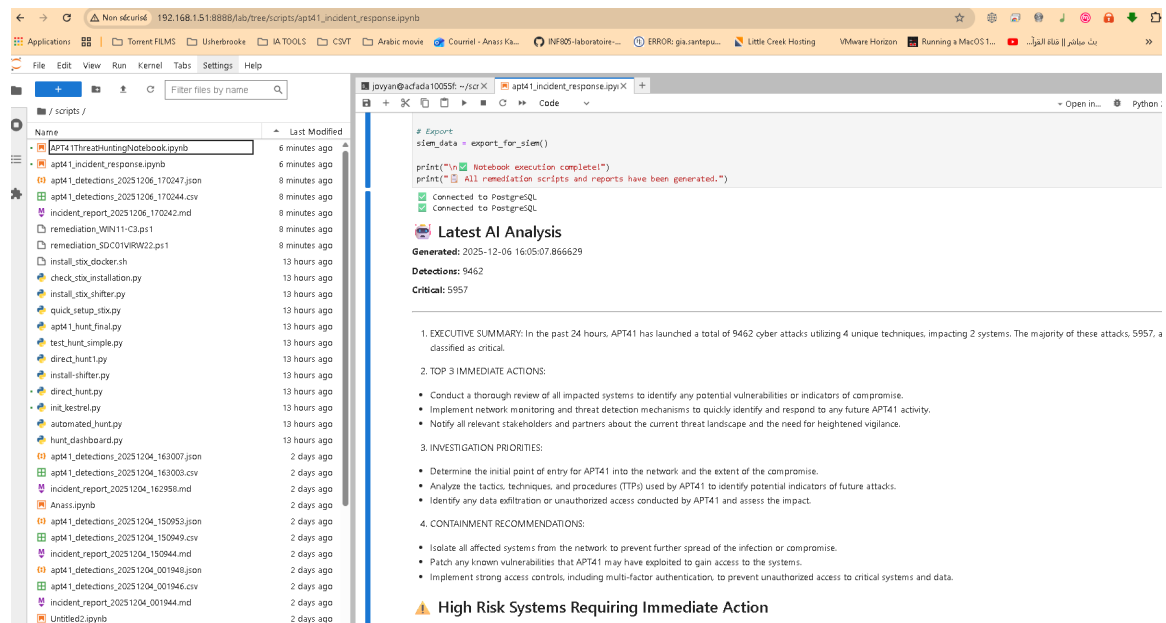 Non sécurisé 192.168.1.51:8888/lab/tree/scripts/apt41_incident_response.ipynb
Applications Torrent FILMS Usherbrooke IA TOOLS CSVT Arabic movie Courriel - Anass Ka... INF805-laboratoire-... ERROR: gia.santepu... Little Creek Hosting VMware Horizon Running a MacOS 1... بث مباشر || قناة القرآ... »
File Edit View Run Kernel Tabs Settings Help
jovyan@acfada10055f: ~/scr apt41_incident_response.ipyr
Filter files by name
Code
Open in... Python
/ scripts /
Name Last Modified
APT41ThreatHuntingNotebook.ipynb 6 minutes ago
apt41_incident_response.ipynb 6 minutes ago
apt41_detections_20251206_170247.json 8 minutes ago
apt41_detections_20251206_170244.csv 8 minutes ago
incident_report_20251206_170242.md 8 minutes ago
remediation_WIN11-C3.ps1 8 minutes ago
remediation_SDC01VIRW22.ps1 8 minutes ago
install_stix_docker.sh 13 hours ago
check_stix_installation.py 13 hours ago
install_stix_shifter.py 13 hours ago
quick_setup_stix.py 13 hours ago
apt41_hunt_final.py 13 hours ago
test_hunt_simple.py 13 hours ago
direct_hunt1.py 13 hours ago
install-shifter.py 13 hours ago
direct_hunt.py 13 hours ago
init_kestrel.py 13 hours ago
automated_hunt.py 13 hours ago
hunt_dashboard.py 13 hours ago
apt41_detections_20251204_163007.json 2 days ago
apt41_detections_20251204_163003.csv 2 days ago
incident_report_20251204_162958.md 2 days ago
Anass.ipynb 2 days ago
apt41_detections_20251204_150953.json 2 days ago
apt41_detections_20251204_150949.csv 2 days ago
incident_report_20251204_150944.md 2 days ago
apt41_detections_20251204_001948.json 2 days ago
apt41_detections_20251204_001946.csv 2 days ago
incident_report_20251204_001944.md 2 days ago
Untitled2.ipynb 2 days ago
# Export
siem_data = export_for_siem()
print("\n✅ Notebook execution complete!")
print("📋 All remediation scripts and reports have been generated.")
✅ Connected to PostgreSQL
✅ Connected to PostgreSQL
🤖 Latest AI Analysis
Generated: 2025-12-06 16:05:07.866629
Detections: 9462
Critical: 5957
1. EXECUTIVE SUMMARY: In the past 24 hours, APT41 has launched a total of 9462 cyber attacks utilizing 4 unique techniques, impacting 2 systems. The majority of these attacks, 5957, a
classified as critical.
2. TOP 3 IMMEDIATE ACTIONS:
• Conduct a thorough review of all impacted systems to identify any potential vulnerabilities or indicators of compromise.
• Implement network monitoring and threat detection mechanisms to quickly identify and respond to any future APT41 activity.
• Notify all relevant stakeholders and partners about the current threat landscape and the need for heightened vigilance.
3. INVESTIGATION PRIORITIES:
• Determine the initial point of entry for APT41 into the network and the extent of the compromise.
• Analyze the tactics, techniques, and procedures (TTPs) used by APT41 to identify potential indicators of future attacks.
• Identify any data exfiltration or unauthorized access conducted by APT41 and assess the impact.
4. CONTAINMENT RECOMMENDATIONS:
• Isolate all affected systems from the network to prevent further spread of the infection or compromise.
• Patch any known vulnerabilities that APT41 may have exploited to gain access to the systems.
• Implement strong access controls, including multi-factor authentication, to prevent unauthorized access to critical systems and data.
⚠️ High Risk Systems Requiring Immediate Action